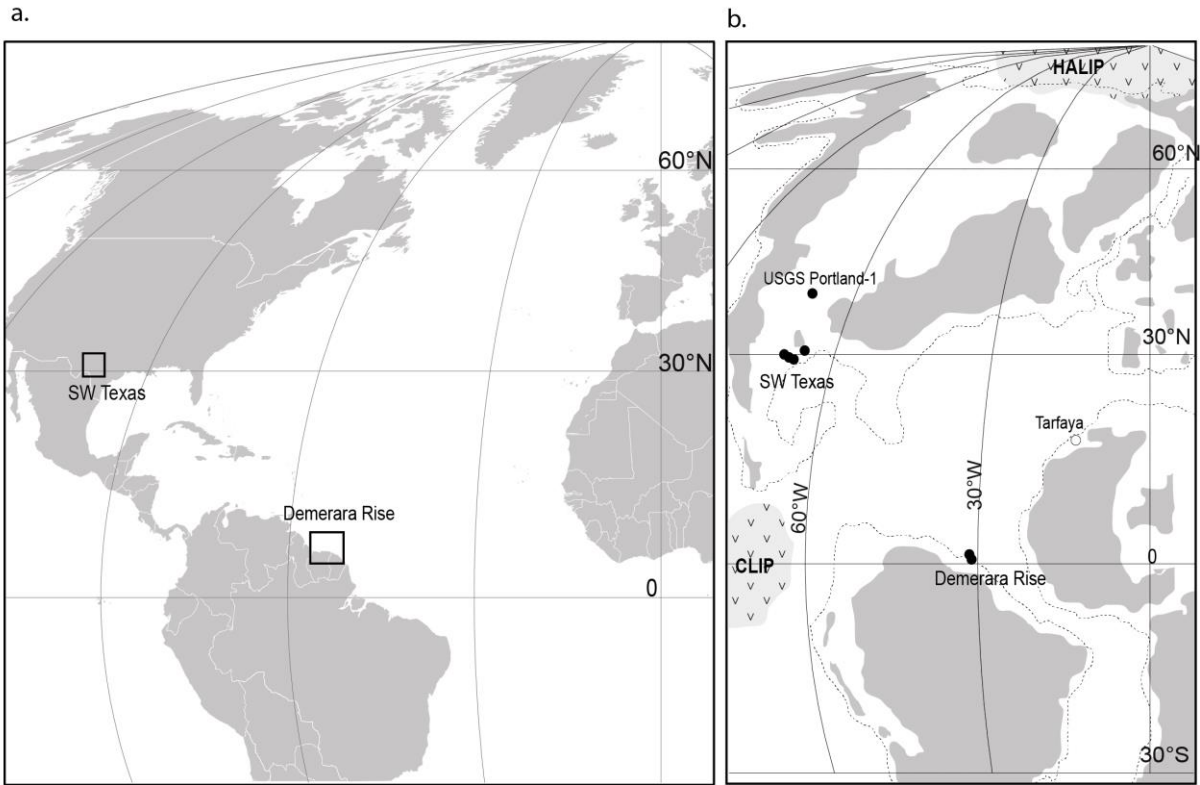 a.
60°N
30°N
SW Texas
Demerara Rise
0
b.
HALIP
60°N
USGS Portland-1
30°N
SW Texas
Tarfaya
60°W
30°W
CLIP
0
Demerara Rise
30°S